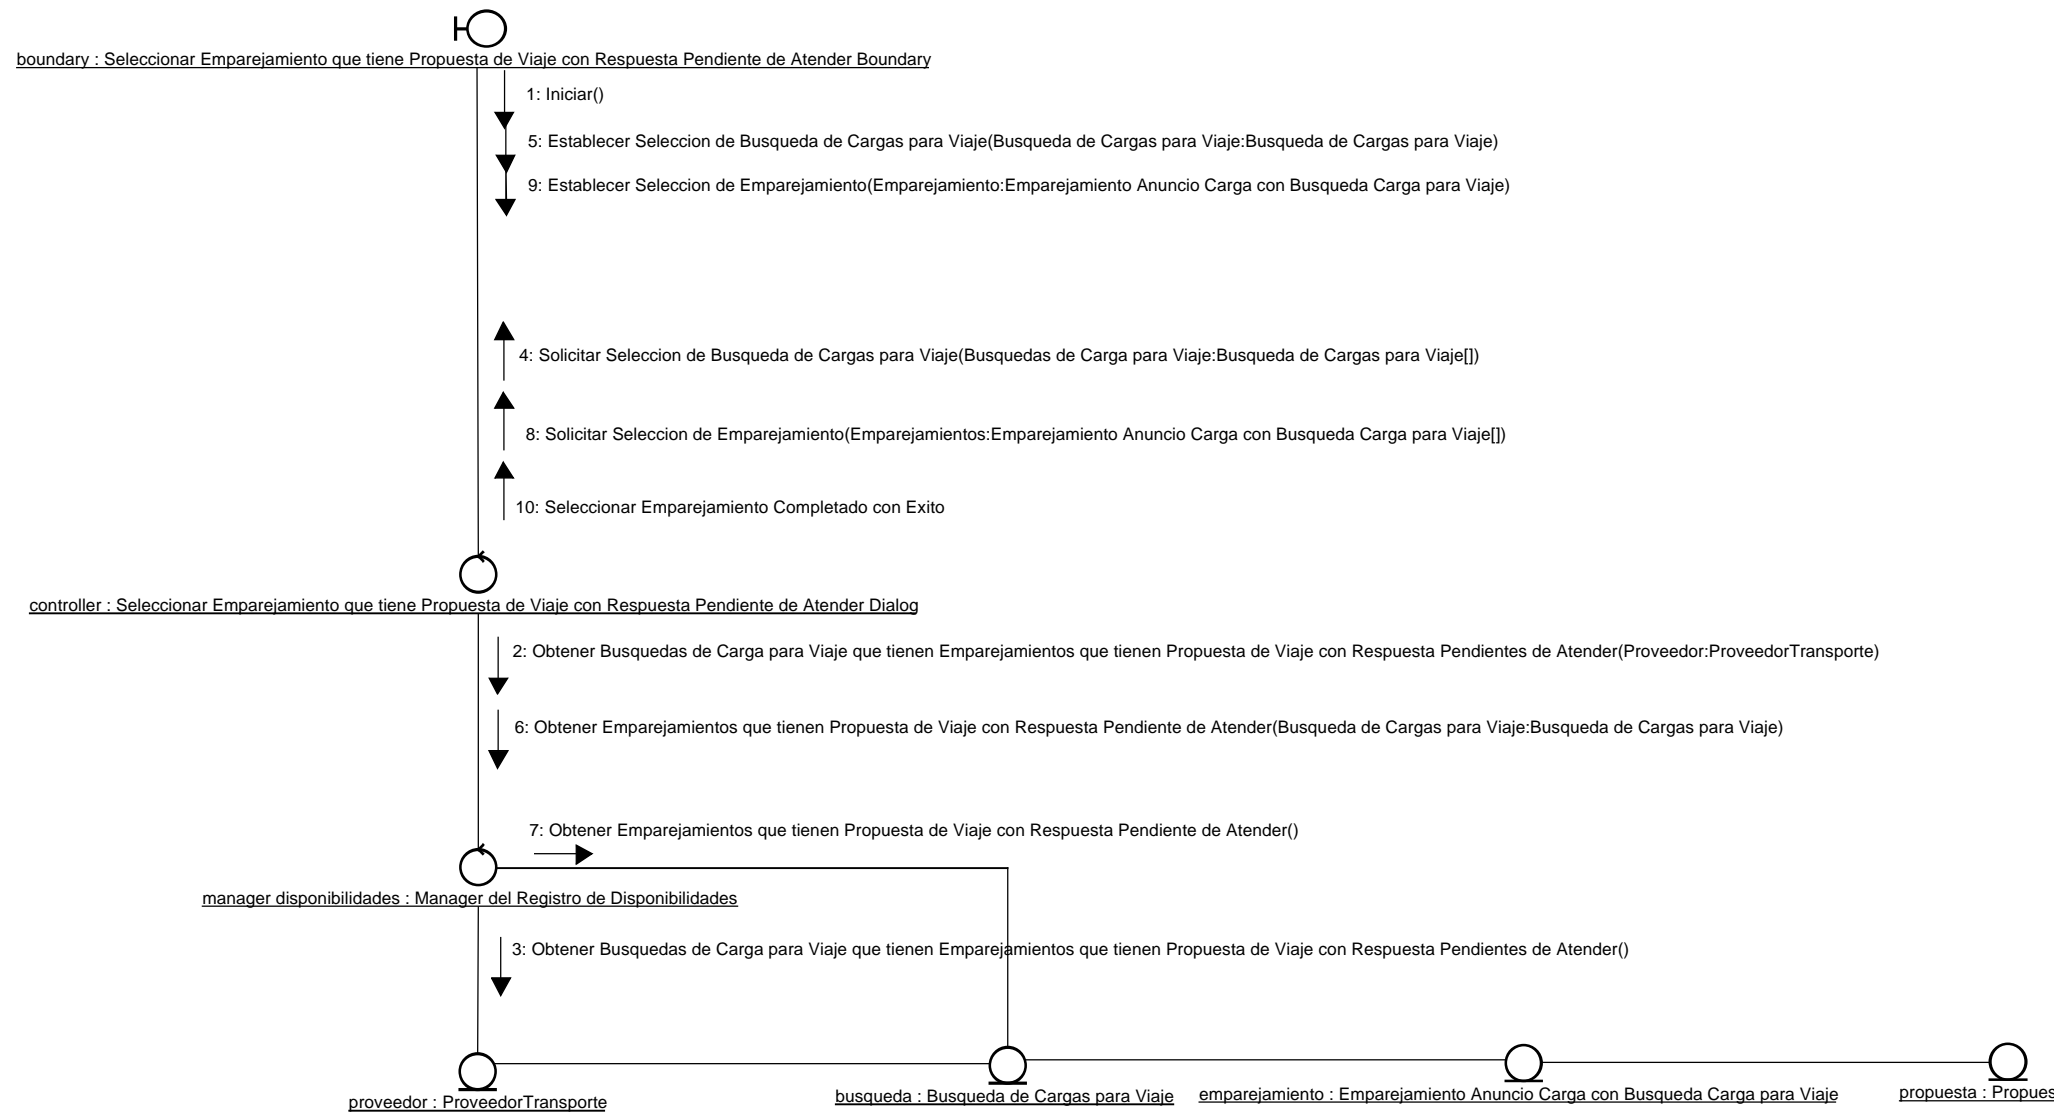 boundary : Seleccionar Emparejamiento que tiene Propuesta de Viaje con Respuesta Pendiente de Atender Boundary
1: Iniciar()
5: Establecer Seleccion de Busqueda de Cargas para Viaje(Busqueda de Cargas para Viaje:Busqueda de Cargas para Viaje)
9: Establecer Seleccion de Emparejamiento(Emparejamiento:Emparejamiento Anuncio Carga con Busqueda Carga para Viaje)
4: Solicitar Seleccion de Busqueda de Cargas para Viaje(Busquedas de Carga para Viaje:Busqueda de Cargas para Viaje[])
8: Solicitar Seleccion de Emparejamiento(Emparejamientos:Emparejamiento Anuncio Carga con Busqueda Carga para Viaje[])
10: Seleccionar Emparejamiento Completado con Exito
controller : Seleccionar Emparejamiento que tiene Propuesta de Viaje con Respuesta Pendiente de Atender Dialog
2: Obtener Busquedas de Carga para Viaje que tienen Emparejamientos que tienen Propuesta de Viaje con Respuesta Pendientes de Atender(Proveedor:ProveedorTransporte)
6: Obtener Emparejamientos que tienen Propuesta de Viaje con Respuesta Pendiente de Atender(Busqueda de Cargas para Viaje:Busqueda de Cargas para Viaje)
7: Obtener Emparejamientos que tienen Propuesta de Viaje con Respuesta Pendiente de Atender()
manager disponibilidades : Manager del Registro de Disponibilidades
3: Obtener Busquedas de Carga para Viaje que tienen Emparejamientos que tienen Propuesta de Viaje con Respuesta Pendientes de Atender()
proveedor : ProveedorTransporte
busqueda : Busqueda de Cargas para Viaje
emparejamiento : Emparejamiento Anuncio Carga con Busqueda Carga para Viaje
propuesta : Propues